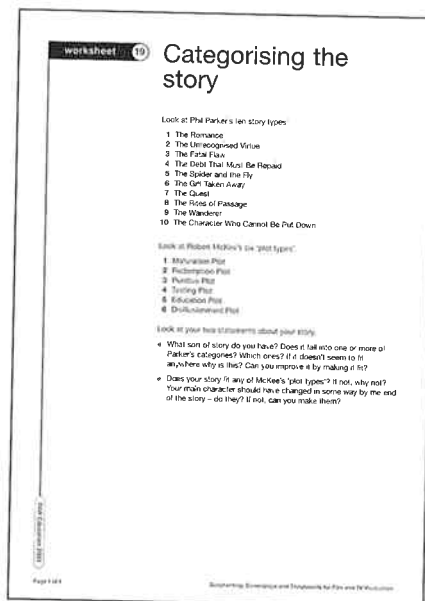 worksheet 19
Categorising the
story
Look at Phil Parker's ten story types
1 The Romance
2 The Unrecognised Virtue
3 The Fatal Flaw
4 The Debt That Must Be Repaid
5 The Spider and the Fly
6 The Gift Taken Away
7 The Quest
8 The Rites of Passage
9 The Wanderer
10 The Character Who Cannot Be Put Down
Look at Robert McKee's six 'plot types'.
1 Maturation Plot
2 Redemption Plot
3 Punitive Plot
4 Testing Plot
5 Education Plot
6 Disillusionment Plot
Look at your two statements about your story.
• What sort of story do you have? Does it fall into one or more of
Parker's categories? Which ones? If it doesn't seem to fit
anywhere why is this? Can you improve it by making it fit?
• Does your story fit any of McKee's 'plot types'? If not, why not?
Your main character should have changed in some way by the end
of the story – do they? If not, can you make them?
Page 1 of 1